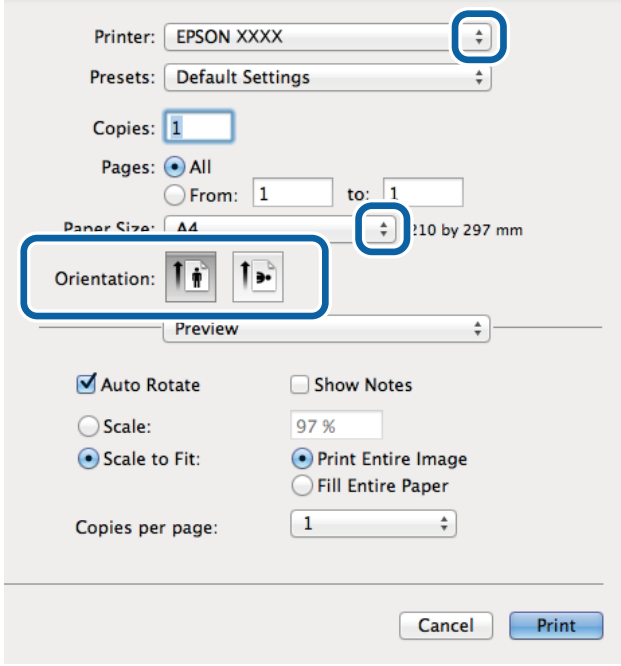 Printer: EPSON XXXX
Presets: Default Settings
Copies: 1
Pages: All
From: 1 to: 1
Paper Size: A4 210 by 297 mm
Orientation:
Preview
Auto Rotate Show Notes
Scale: 97 %
Scale to Fit: Print Entire Image
Fill Entire Paper
Copies per page: 1
Cancel Print